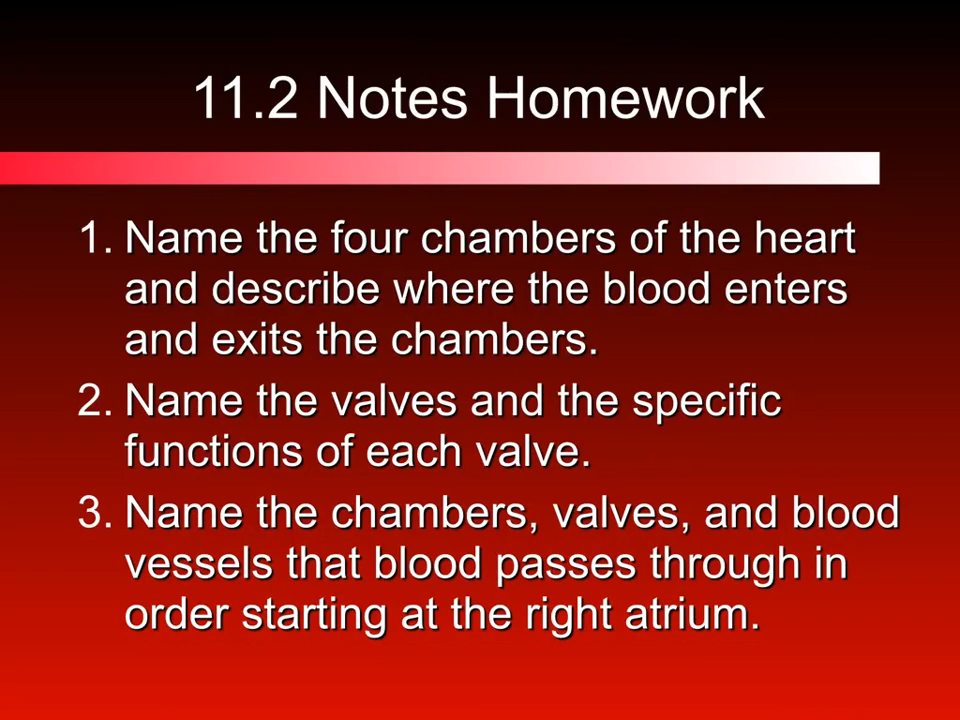 11.2 Notes Homework
1. Name the four chambers of the heart
and describe where the blood enters
and exits the chambers.
2. Name the valves and the specific
functions of each valve.
3. Name the chambers, valves, and blood
vessels that blood passes through in
order starting at the right atrium.